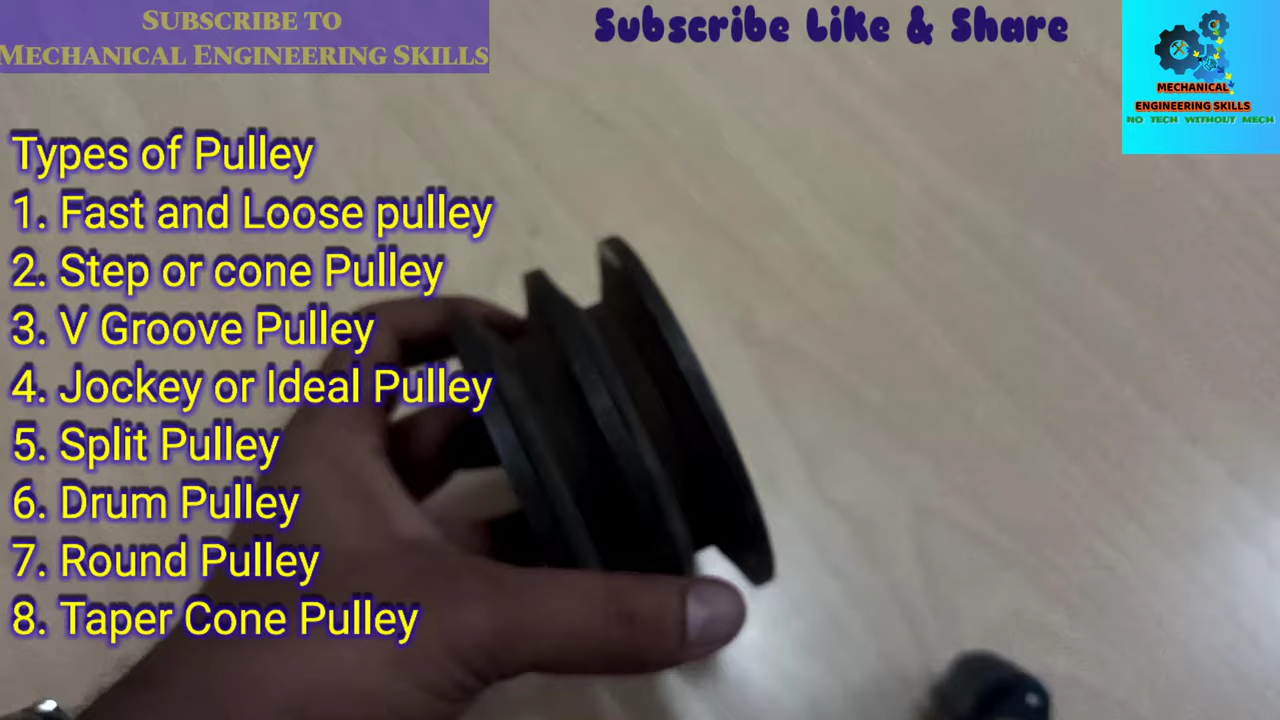 SUBSCRIBE TO
MECHANICAL ENGINEERING SKILLS
Subscribe Like & Share
MECHANICAL
ENGINEERING SKILLS
NO TECH WITHOUT MECH
Types of Pulley
1. Fast and Loose pulley
2. Step or cone Pulley
3. V Groove Pulley
4. Jockey or Ideal Pulley
5. Split Pulley
6. Drum Pulley
7. Round Pulley
8. Taper Cone Pulley